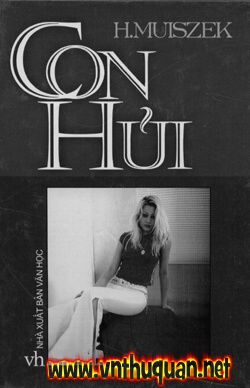 H.MUISZEK
CON
HỦI
NHÀ XUẤT BẢN VĂN HỌC
vh
www.vnthuquan.net